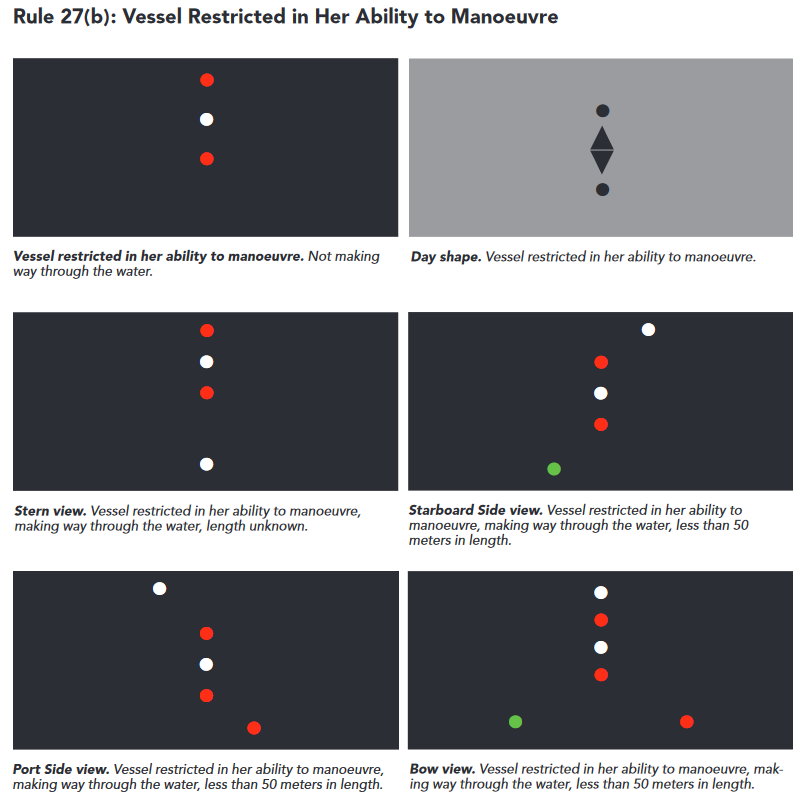 Rule 27(b): Vessel Restricted in Her Ability to Manoeuvre
Vessel restricted in her ability to manoeuvre. Not making
way through the water.
Day shape. Vessel restricted in her ability to manoeuvre.
Stern view. Vessel restricted in her ability to manoeuvre,
making way through the water, length unknown.
Starboard Side view. Vessel restricted in her ability to
manoeuvre, making way through the water, less than 50
meters in length.
Port Side view. Vessel restricted in her ability to manoeuvre,
making way through the water, less than 50 meters in length.
Bow view. Vessel restricted in her ability to manoeuvre, mak-
ing way through the water, less than 50 meters in length.